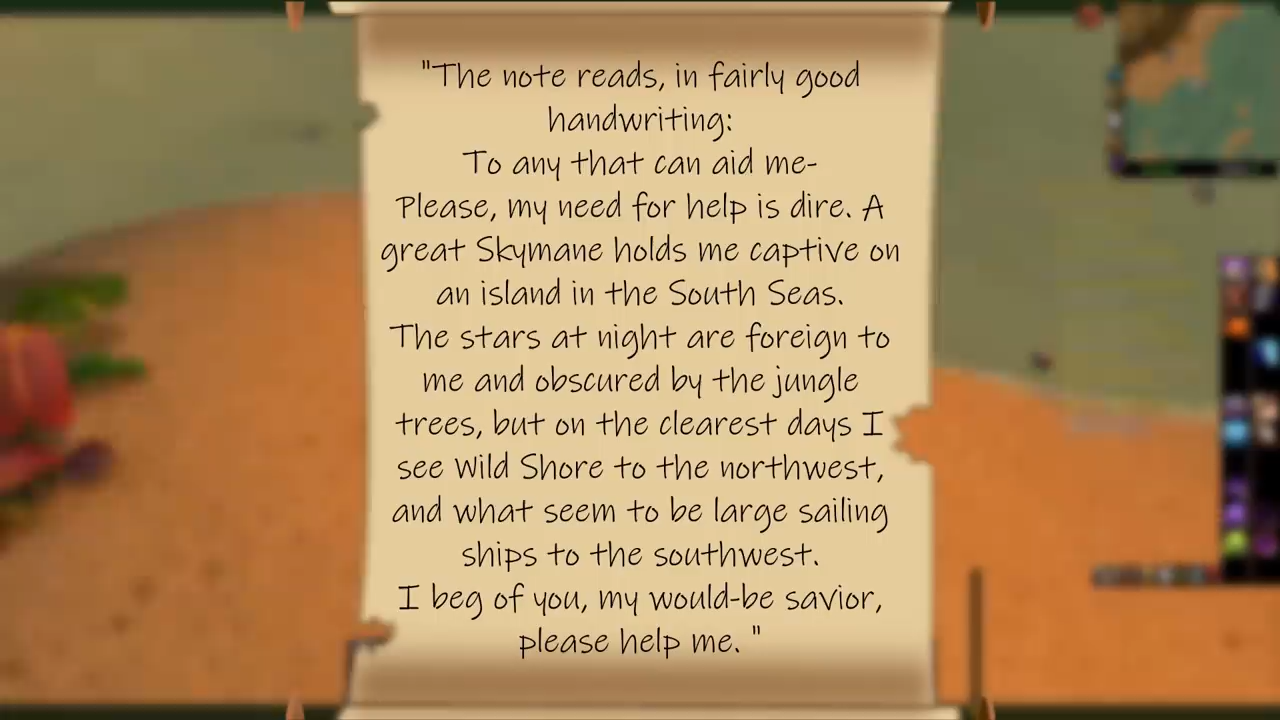 "The note reads, in fairly good
handwriting:
To any that can aid me-
Please, my need for help is dire. A
great Skymane holds me captive on
an island in the South Seas.
The stars at night are foreign to
me and obscured by the jungle
trees, but on the clearest days I
see Wild Shore to the northwest,
and what seem to be large sailing
ships to the southwest.
I beg of you, my would-be savior,
please help me. "